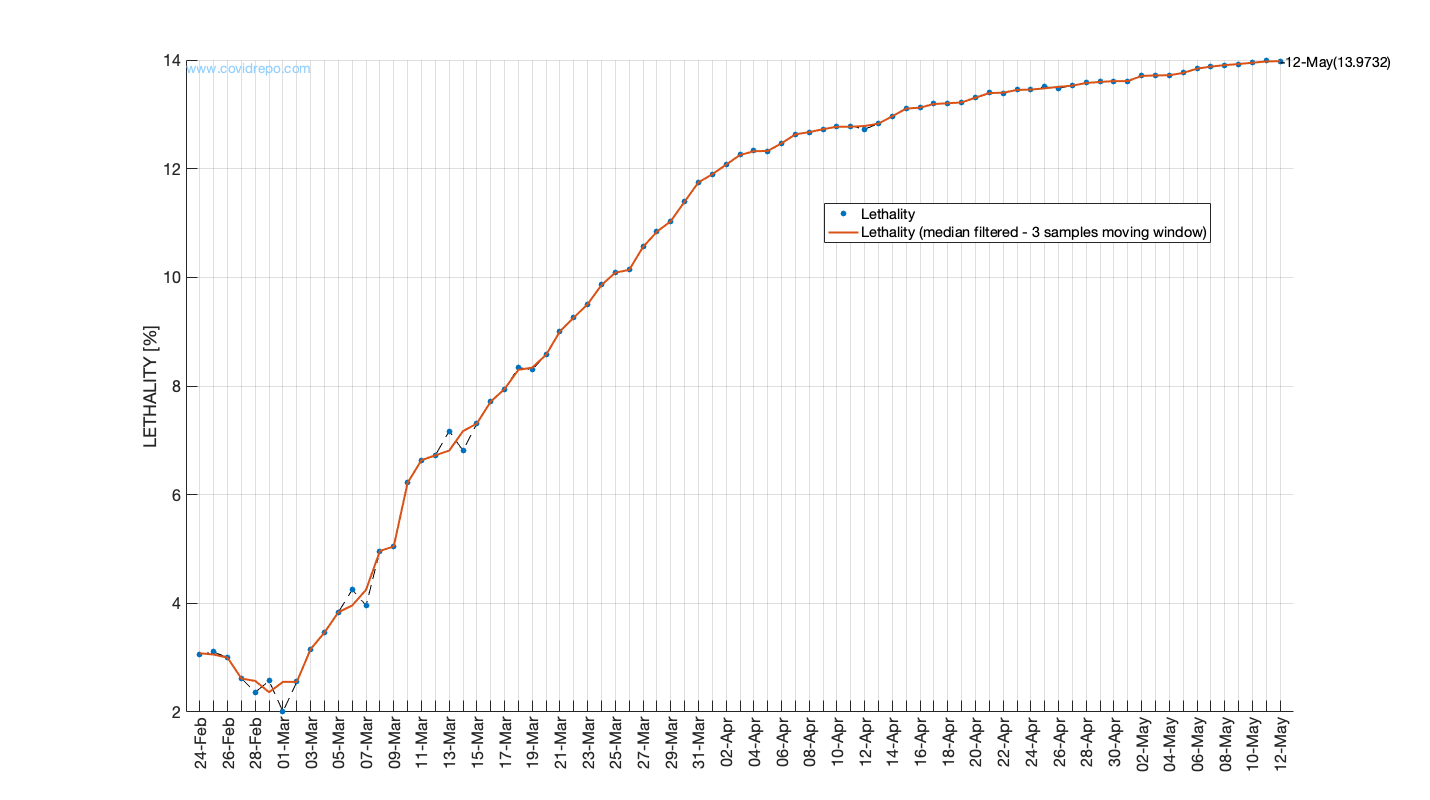 www.covidrepo.com
12-May(13.9732)
14
12
10
8
6
4
2
LETHALITY [%]
Lethality
Lethality (median filtered - 3 samples moving window)
24-Feb
26-Feb
28-Feb
01-Mar
03-Mar
05-Mar
07-Mar
09-Mar
11-Mar
13-Mar
15-Mar
17-Mar
19-Mar
21-Mar
23-Mar
25-Mar
27-Mar
29-Mar
31-Mar
02-Apr
04-Apr
06-Apr
08-Apr
10-Apr
12-Apr
14-Apr
16-Apr
18-Apr
20-Apr
22-Apr
24-Apr
26-Apr
28-Apr
30-Apr
02-May
04-May
06-May
08-May
10-May
12-May